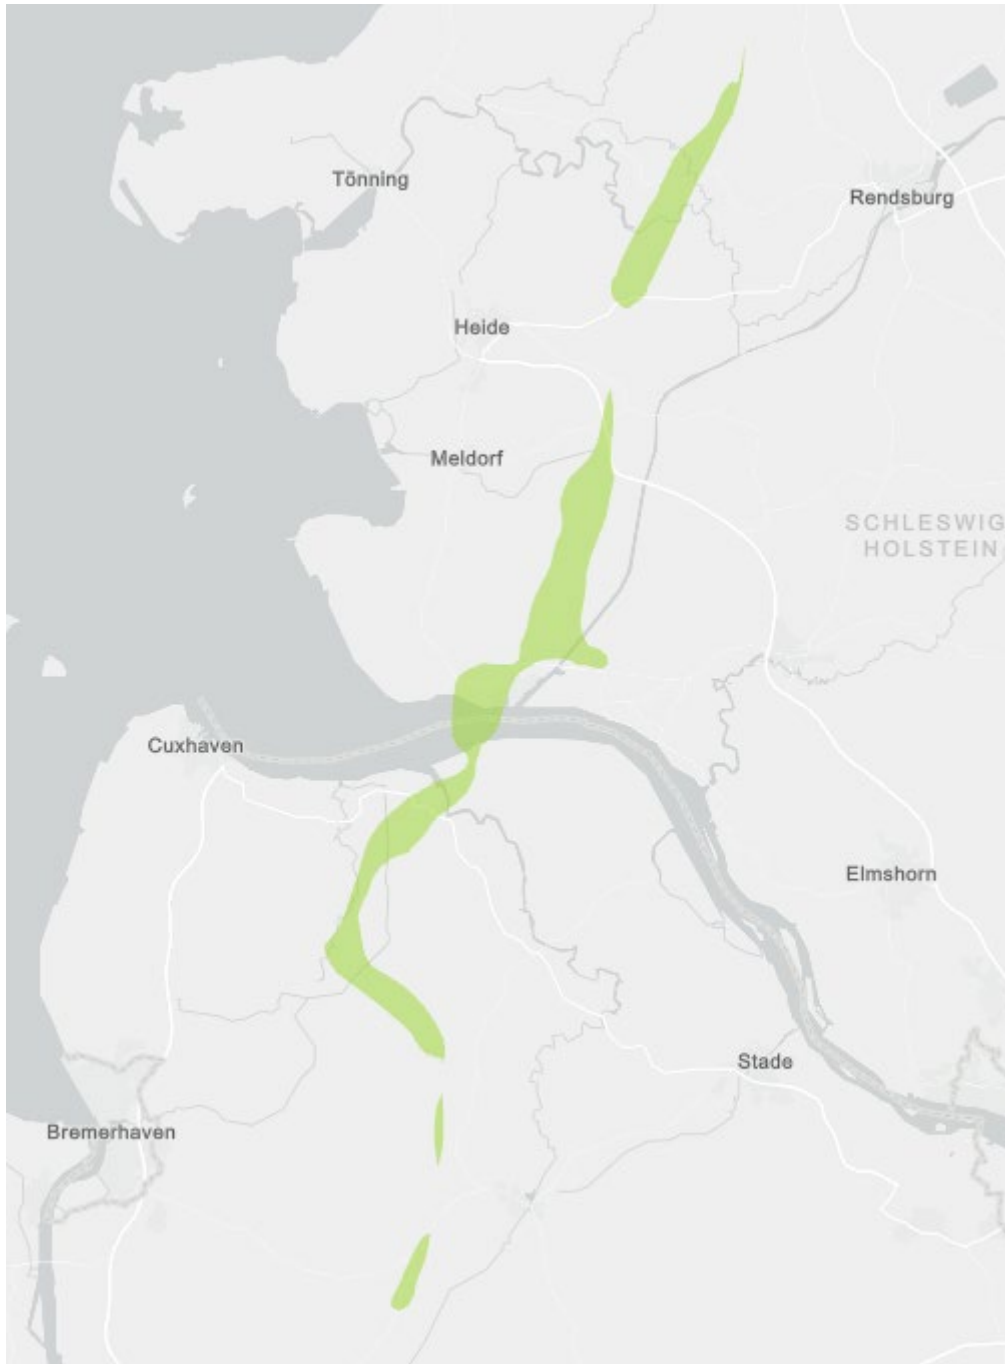 Tönning
Rendsburg
Heide
Meldorf
SCHLESWIG
HOLSTEIN
Cuxhaven
Elmshorn
Stade
Bremerhaven